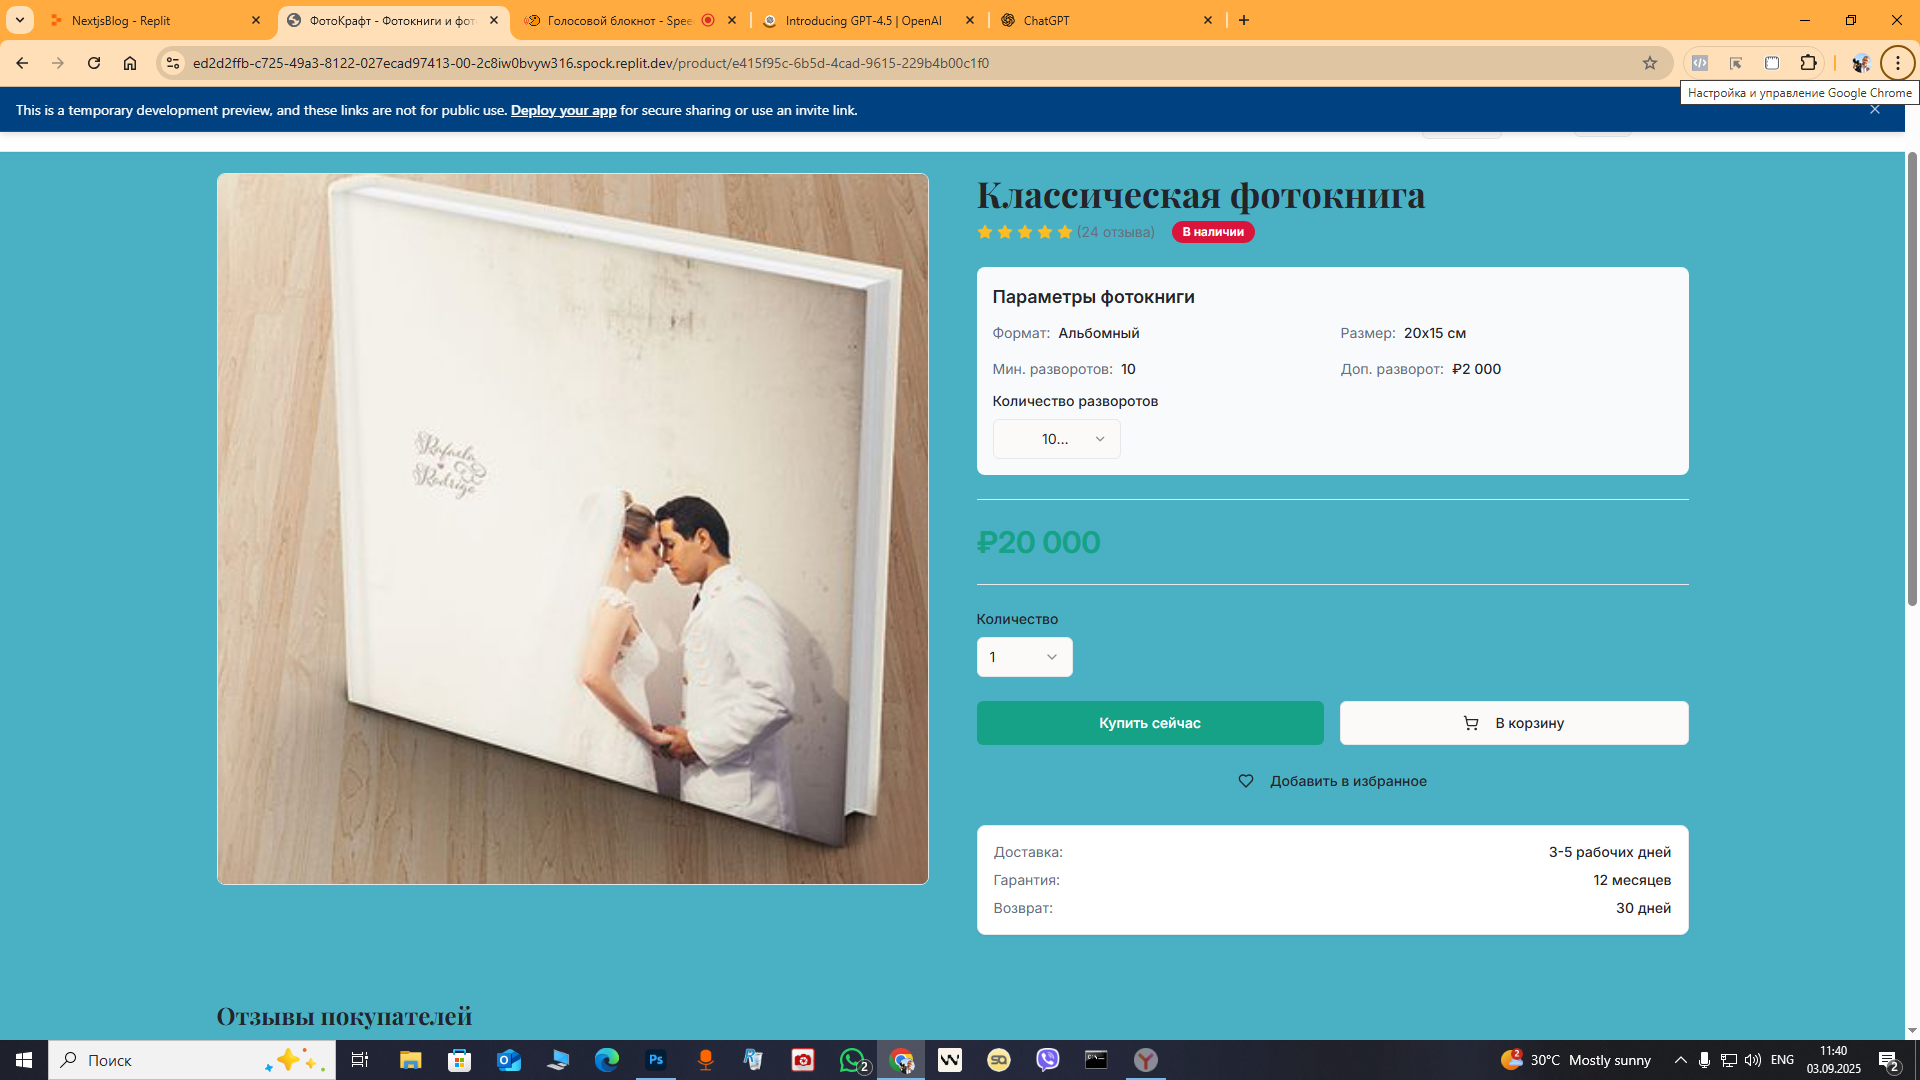 NextjsBlog - Replit
ФотоКрафт - Фотокниги и фот
Голосовой блокнот - Spee
Introducing GPT-4.5 | OpenAI
ChatGPT
ed2d2ffb-c725-49a3-8122-027ecad97413-00-2c8iw0bvyw316.spock.replit.dev/product/e415f95c-6b5d-4cad-9615-229b4b00c1f0
Настройка и управление Google Chrome
This is a temporary development preview, and these links are not for public use. Deploy your app for secure sharing or use an invite link.
Классическая фотокнига
(24 отзыва)
В наличии
Параметры фотокниги
Формат: Альбомный
Размер: 20x15 см
Мин. разворотов: 10
Доп. разворот: ₽2 000
Количество разворотов
10...
₽20 000
Количество
1
Купить сейчас
В корзину
Добавить в избранное
Доставка: 3-5 рабочих дней
Гарантия: 12 месяцев
Возврат: 30 дней
Rafaela
Rodrigo
Отзывы покупателей
Поиск
Ps
2
SQ
2
30°C Mostly sunny
ENG
11:40
03.09.2025
2